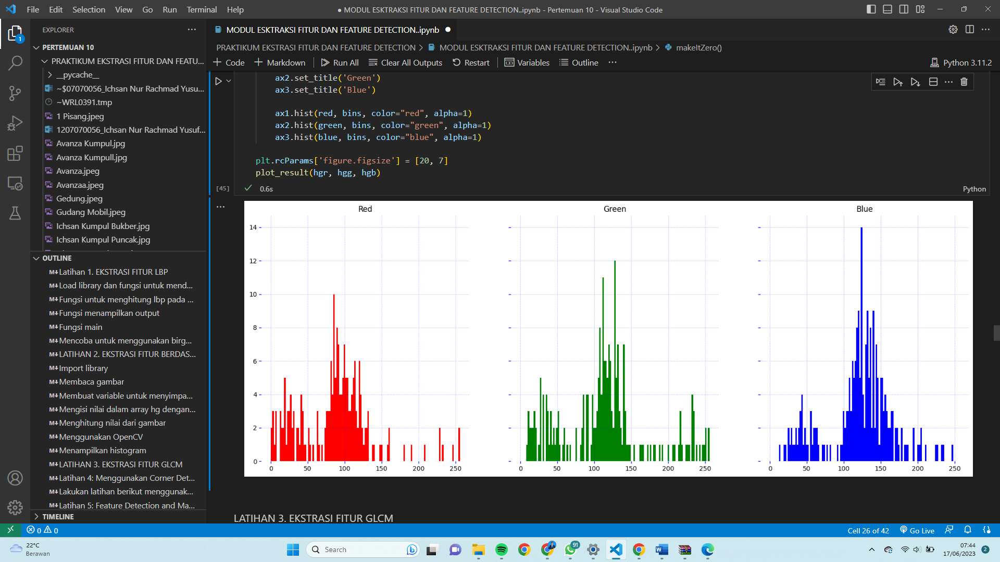 File Edit Selection View Go Run Terminal Help
● MODUL ESKTRAKSI FITUR DAN FEATURE DETECTION..ipynb - Pertemuan 10 - Visual Studio Code
1
EXPLORER
PERTEMUAN 10
PRAKTIKUM EKSTRASI FITUR DAN FEATU...
__pycache__
~$07070056_Ichsan Nur Rachmad Yusu...
~WRL0391.tmp
1 Pisang.jpeg
1207070056_Ichsan Nur Rachmad Yusuf...
Avanza Kumpul.jpg
Avanza Kumpull.jpg
Avanza.jpeg
Avanzaa.jpeg
Gedung.jpeg
Gudang Mobil.jpeg
Ichsan Kumpul Bukber.jpg
Ichsan Kumpul Puncak.jpg
OUTLINE
M↓Latihan 1. EKSTRASI FITUR LBP
M↓Load library dan fungsi untuk mend...
M↓Fungsi untuk menghitung lbp pada ...
M↓Fungsi menampilkan output
M↓Fungsi main
M↓Mencoba untuk menggunakan birg...
M↓LATIHAN 2. EKSTRASI FITUR BERDAS...
M↓Import library
M↓Membaca gambar
M↓Membuat variable untuk menyimpa...
M↓Mengisi nilai dalam array hg dengan...
M↓Menghitung nilai dari gambar
M↓Menggunakan OpenCV
M↓Menampilkan histogram
M↓LATIHAN 3. EKSTRASI FITUR GLCM
M↓Latihan 4: Menggunakan Corner Det...
M↓Lakukan latihan berikut menggunak...
M↓Latihan 5: Feature Detection and Ma...
TIMELINE
MODUL ESKTRAKSI FITUR DAN FEATURE DETECTION..ipynb ●
PRAKTIKUM EKSTRASI FITUR DAN FEATURE DETECTION > MODUL ESKTRAKSI FITUR DAN FEATURE DETECTION..ipynb > makeItZero()
+ Code + Markdown Run All Clear All Outputs Restart Variables Outline ··· Python 3.11.2
ax2.set_title('Green')
ax3.set_title('Blue')
ax1.hist(red, bins, color="red", alpha=1)
ax2.hist(green, bins, color="green", alpha=1)
ax3.hist(blue, bins, color="blue", alpha=1)
plt.rcParams['figure.figsize'] = [20, 7]
plot_result(hgr, hgg, hgb)
[45] 0.6s Python
Red Green Blue
14
12
10
8
6
4
2
0
0 50 100 150 200 250 0 50 100 150 200 250 0 50 100 150 200 250
LATIHAN 3. EKSTRASI FITUR GLCM
0 0 Cell 26 of 42 Go Live
22°C
Berawan
Search
91
07:44
17/06/2023
2